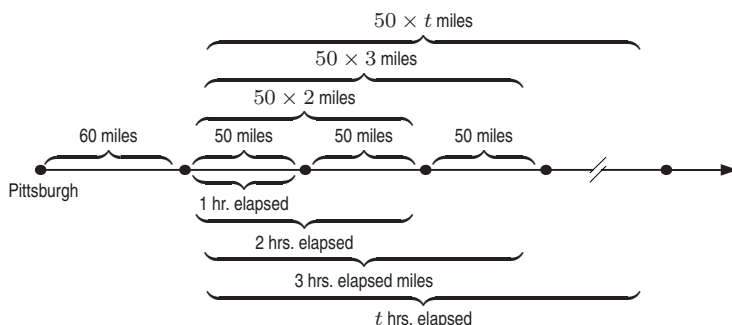 50 × t miles
50 × 3 miles
50 × 2 miles
60 miles 50 miles 50 miles 50 miles
Pittsburgh
1 hr. elapsed
2 hrs. elapsed
3 hrs. elapsed miles
t hrs. elapsed